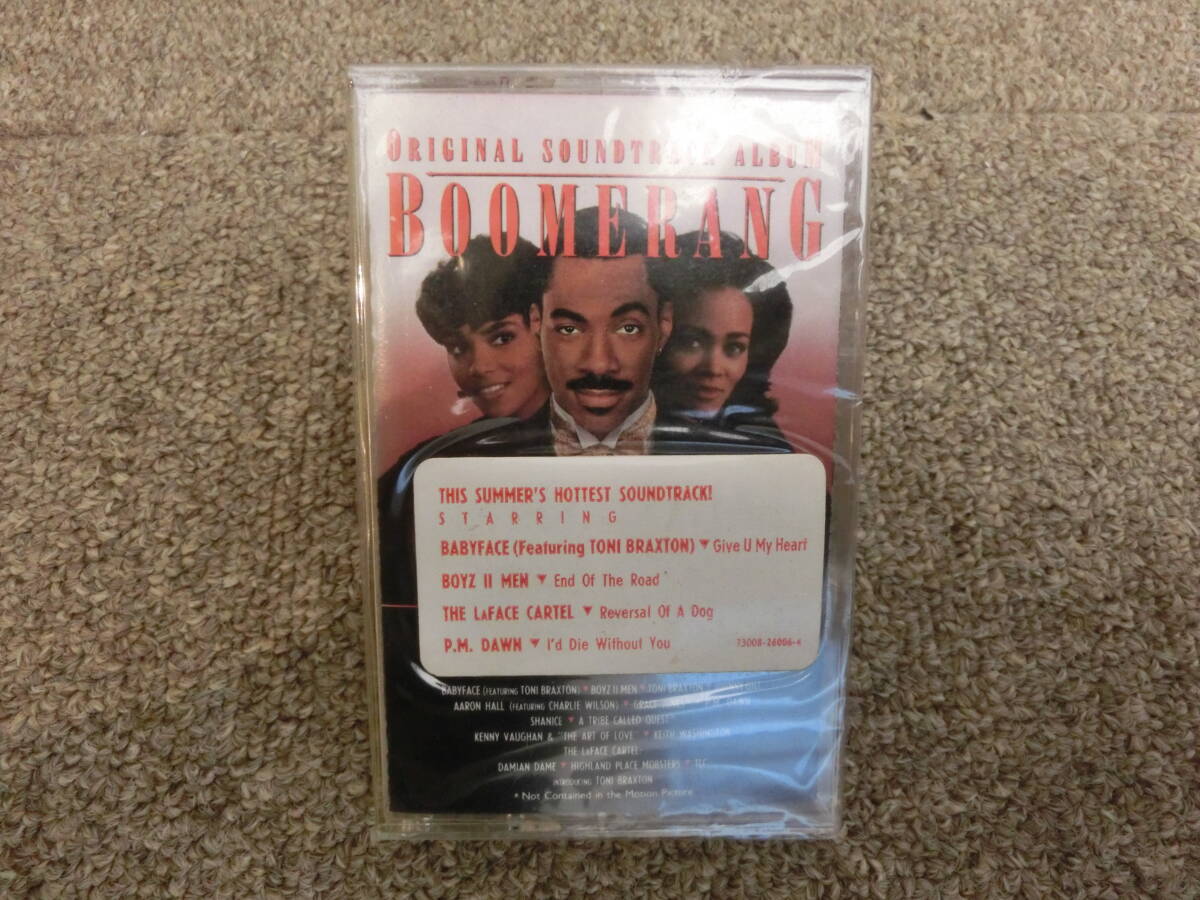 ORIGINAL SOUNDTRACK ALBUM
BOOMERANG
THIS SUMMER'S HOTTEST SOUNDTRACK!
STARRING
BABYFACE (Featuring TONI BRAXTON) ▼ Give U My Heart
BOYZ II MEN ▼ End Of The Road
THE LaFACE CARTEL ▼ Reversal Of A Dog
P.M. DAWN ▼ I'd Die Without You 73008-26006-4
BABYFACE (FEATURING TONI BRAXTON) ▼ BOYZ II MEN ▼ TONI BRAXTON
AARON HALL (FEATURING CHARLIE WILSON) ▼ DAWN
SHANICE ▼ A TRIBE CALLED QUEST*
KENNY VAUGHAN & "THE ART OF LOVE" ▼ KEITH WASHINGTON
THE LaFACE CARTEL
DAMIAN DAME ▼ HIGHLAND PLACE MOBSTERS ▼ TLC
INTRODUCING TONI BRAXTON
* Not Contained in the Motion Picture